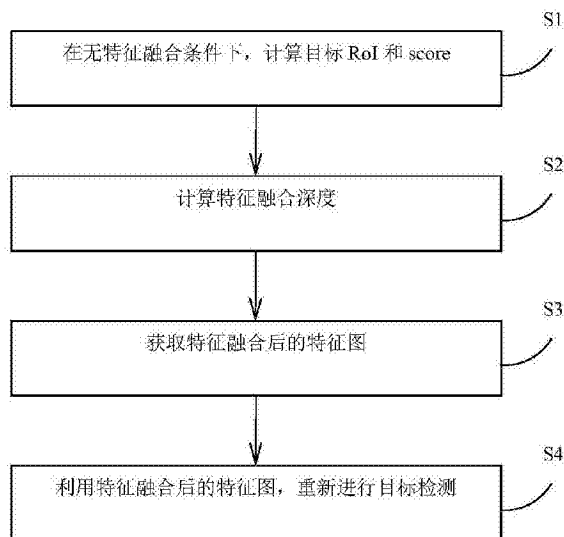 S1
在无特征融合条件下，计算目标 RoI 和 score
S2
计算特征融合深度
S3
获取特征融合后的特征图
S4
利用特征融合后的特征图，重新进行目标检测